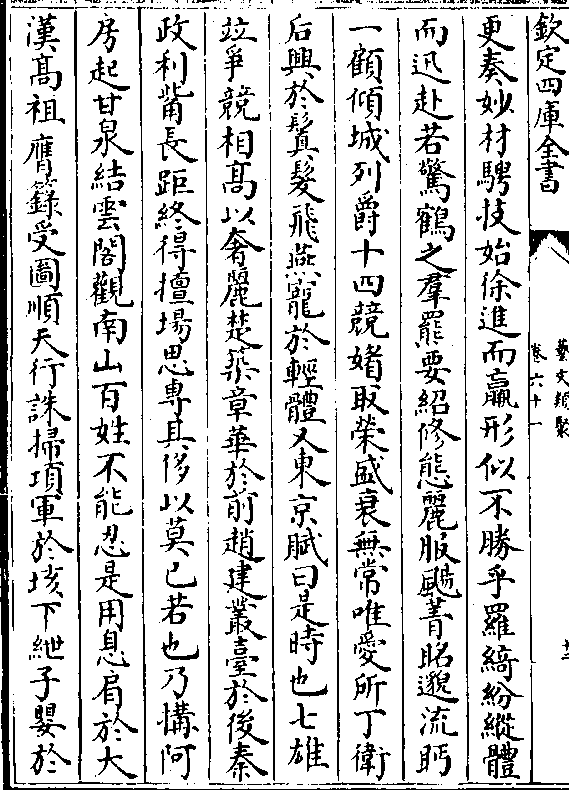 欽定四庫全書
藝文類聚
卷六十一
十二
更奏妙材騁技始徐進而羸形似不勝乎羅綺紛縱體
而迅赴若驚鶴之羣罷要紹修態麗服颺菁眳邈流眄
一顧傾城列爵十四競媚取榮盛衰無常唯愛所丁衛
后興於鬒髮飛燕寵於輕體又東京賦曰是時也七雄
竝爭競相髙以奢麗楚築章華於前趙建叢臺於後秦
政利觜長距終得擅場思專其侈以莫已若也乃搆阿
房起甘泉結雲閣觀南山百姓不能忍是用息肩於大
漢髙祖膺籙受圖順天行誅掃項軍於垓下紲子嬰於